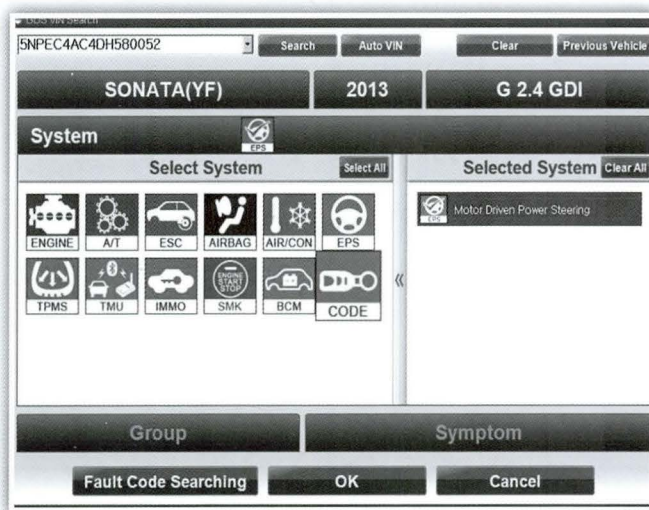 GDS VIN Search
5NPEC4AC4DH580052 Search Auto VIN Clear Previous Vehicle
SONATA(YF) 2013 G 2.4 GDI
System EPS
Select System Select All Selected System Clear All
ENGINE A/T ESC AIRBAG AIR/CON EPS
EPS Motor Driven Power Steering
ENGINE START STOP
TPMS TMU IMMO SMK BCM CODE
Group Symptom
Fault Code Searching OK Cancel